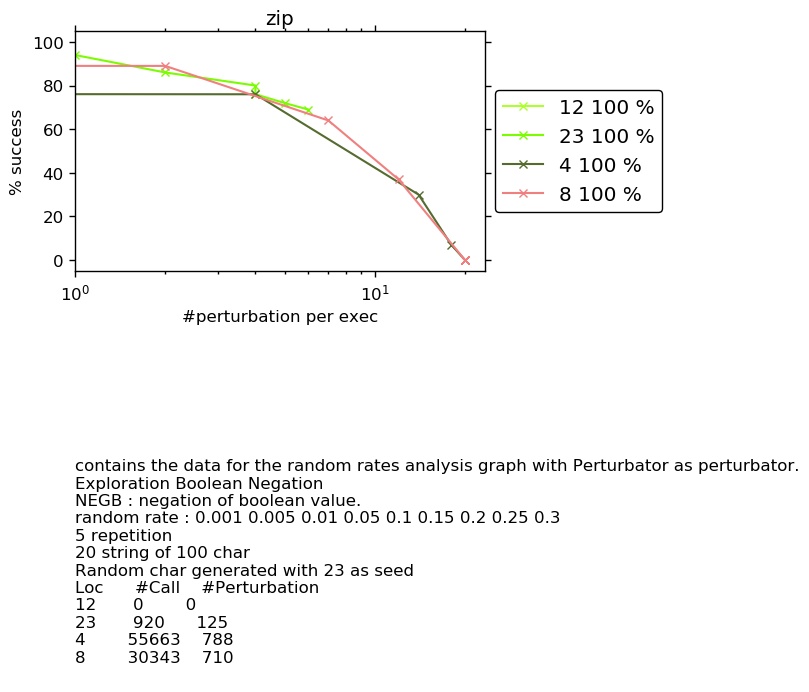 zip
100
80
60
40
20
0
% success
10^0
10^1
#perturbation per exec
12 100 %
23 100 %
4 100 %
8 100 %
contains the data for the random rates analysis graph with Perturbator as perturbator.
Exploration Boolean Negation
NEGB : negation of boolean value.
random rate : 0.001 0.005 0.01 0.05 0.1 0.15 0.2 0.25 0.3
5 repetition
20 string of 100 char
Random char generated with 23 as seed
Loc #Call #Perturbation
12 0 0
23 920 125
4 55663 788
8 30343 710